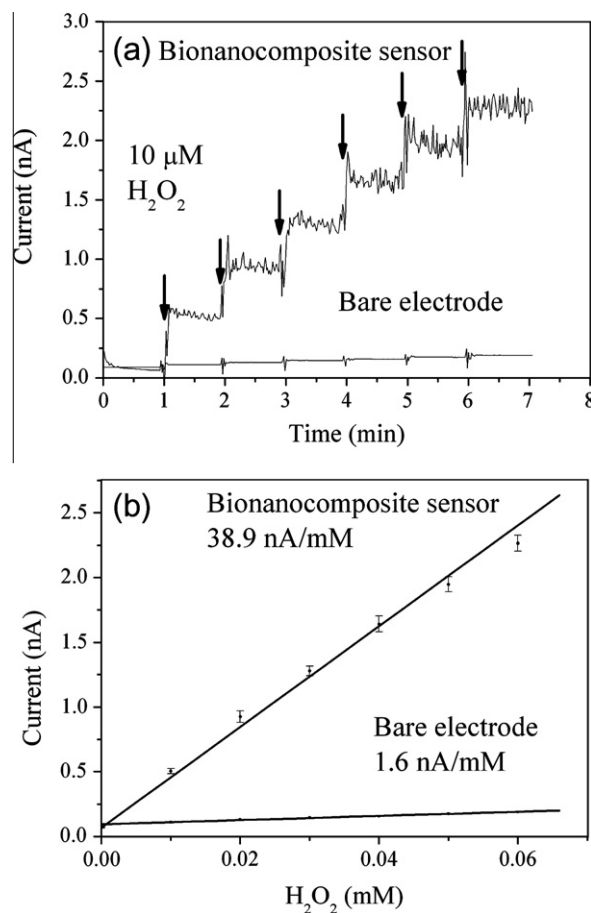 (a) Bionanocomposite sensor
10 μM
H₂O₂
Bare electrode
Current (nA)
3.0
2.5
2.0
1.5
1.0
0.5
0.0
0 1 2 3 4 5 6 7 8
Time (min)
(b) Bionanocomposite sensor
38.9 nA/mM
Bare electrode
1.6 nA/mM
Current (nA)
2.5
2.0
1.5
1.0
0.5
0.0
0.00 0.02 0.04 0.06
H₂O₂ (mM)